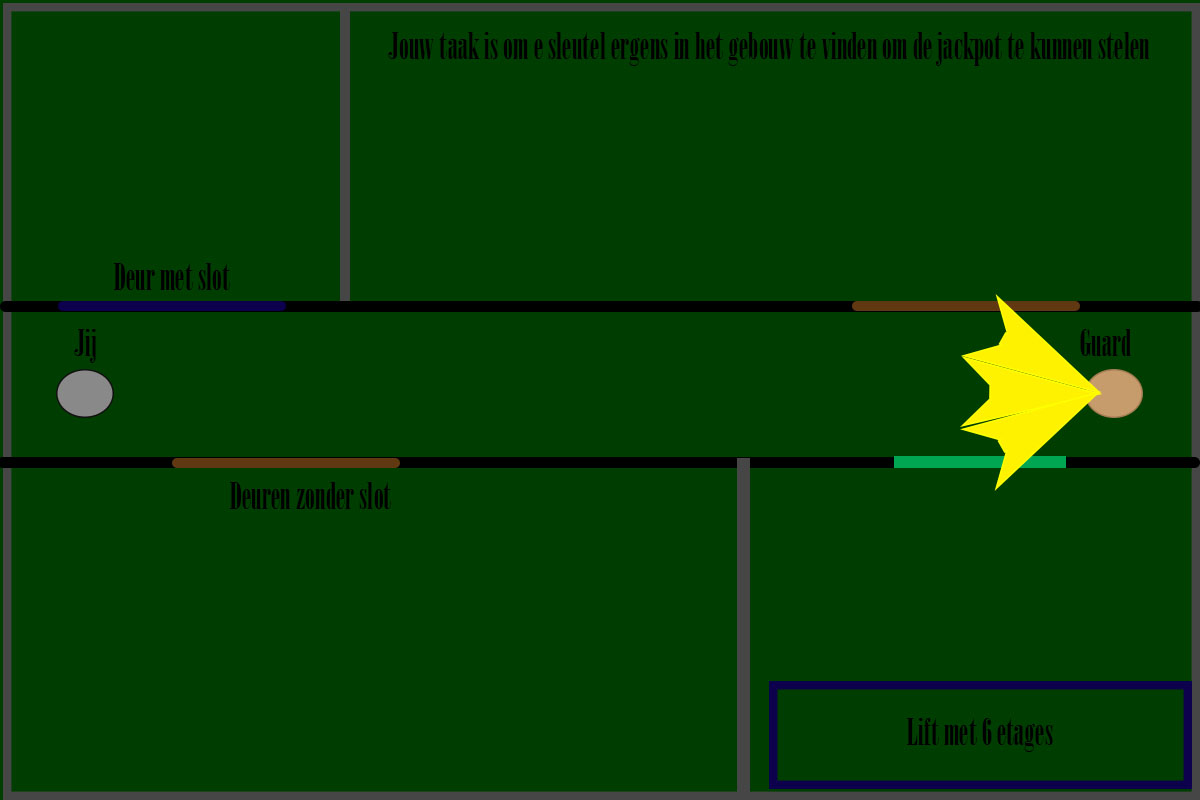 Jouw taak is om e sleutel ergens in het gebouw te vinden om de jackpot te kunnen stelen
Deur met slot
Jij
Guard
Deuren zonder slot
Lift met 6 etages